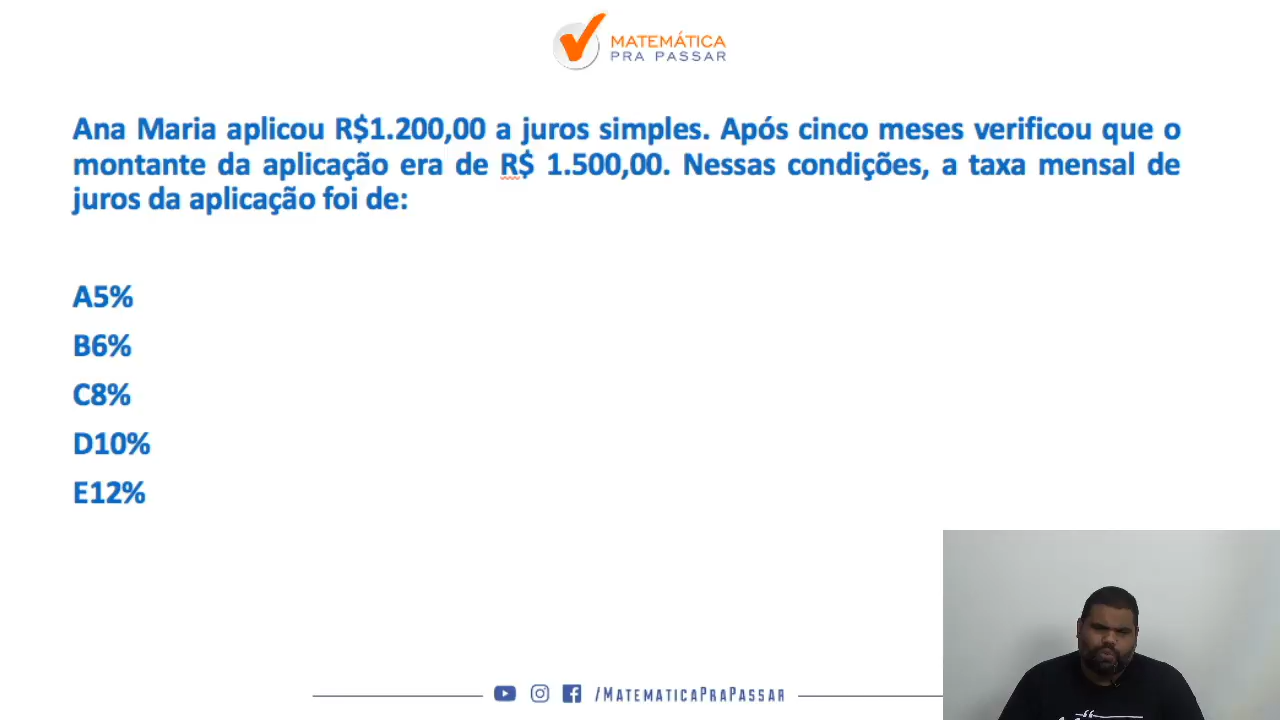 MATEMÁTICA
PRA PASSAR
Ana Maria aplicou R$1.200,00 a juros simples. Após cinco meses verificou que o
montante da aplicação era de R$ 1.500,00. Nessas condições, a taxa mensal de
juros da aplicação foi de:
A5%
B6%
C8%
D10%
E12%
/MATEMATICAPRAPASSAR